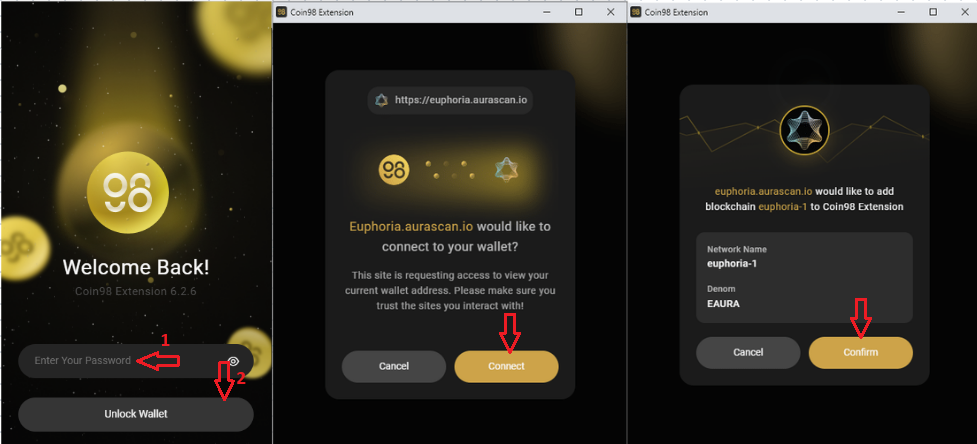 98
Welcome Back!
Coin98 Extension 6.2.6
1
Enter Your Password
2
Unlock Wallet
98 Coin98 Extension
https://euphoria.aurascan.io
98
Euphoria.aurascan.io would like to
connect to your wallet?
This site is requesting access to view your
current wallet address. Please make sure you
trust the sites you interact with!
Cancel
Connect
98 Coin98 Extension
euphoria.aurascan.io would like to add
blockchain euphoria-1 to Coin98 Extension
Network Name
euphoria-1
Denom
EAURA
Cancel
Confirm